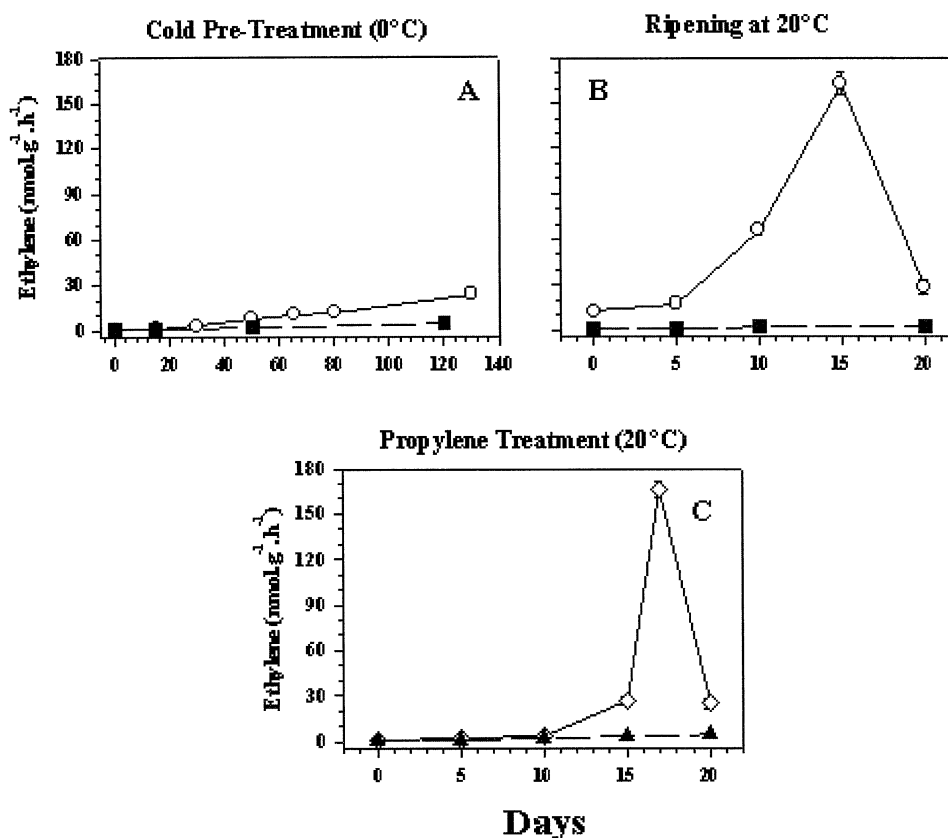 Cold Pre-Treatment (0°C)
Ripening at 20°C
180
150
120
90
60
30
0
Ethylene (nmol.g⁻¹.h⁻¹)
A
B
0 20 40 60 80 100 120 140
0 5 10 15 20
Propylene Treatment (20°C)
180
150
120
90
60
30
0
Ethylene (nmol.g⁻¹.h⁻¹)
C
0 5 10 15 20
Days